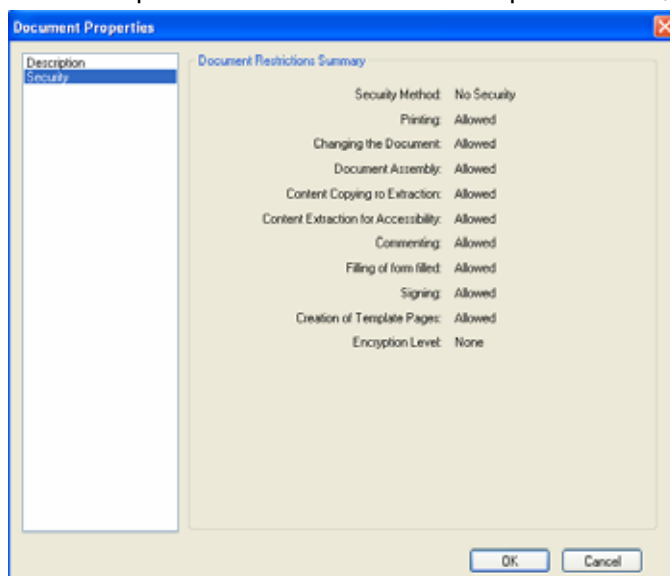 Document Properties
Description
Security
Document Restrictions Summary
Security Method: No Security
Printing: Allowed
Changing the Document: Allowed
Document Assembly: Allowed
Content Copying ro Extraction: Allowed
Content Extraction for Accessibility: Allowed
Commenting: Allowed
Filling of form filled: Allowed
Signing: Allowed
Creation of Template Pages: Allowed
Encryption Level: None
OK Cancel